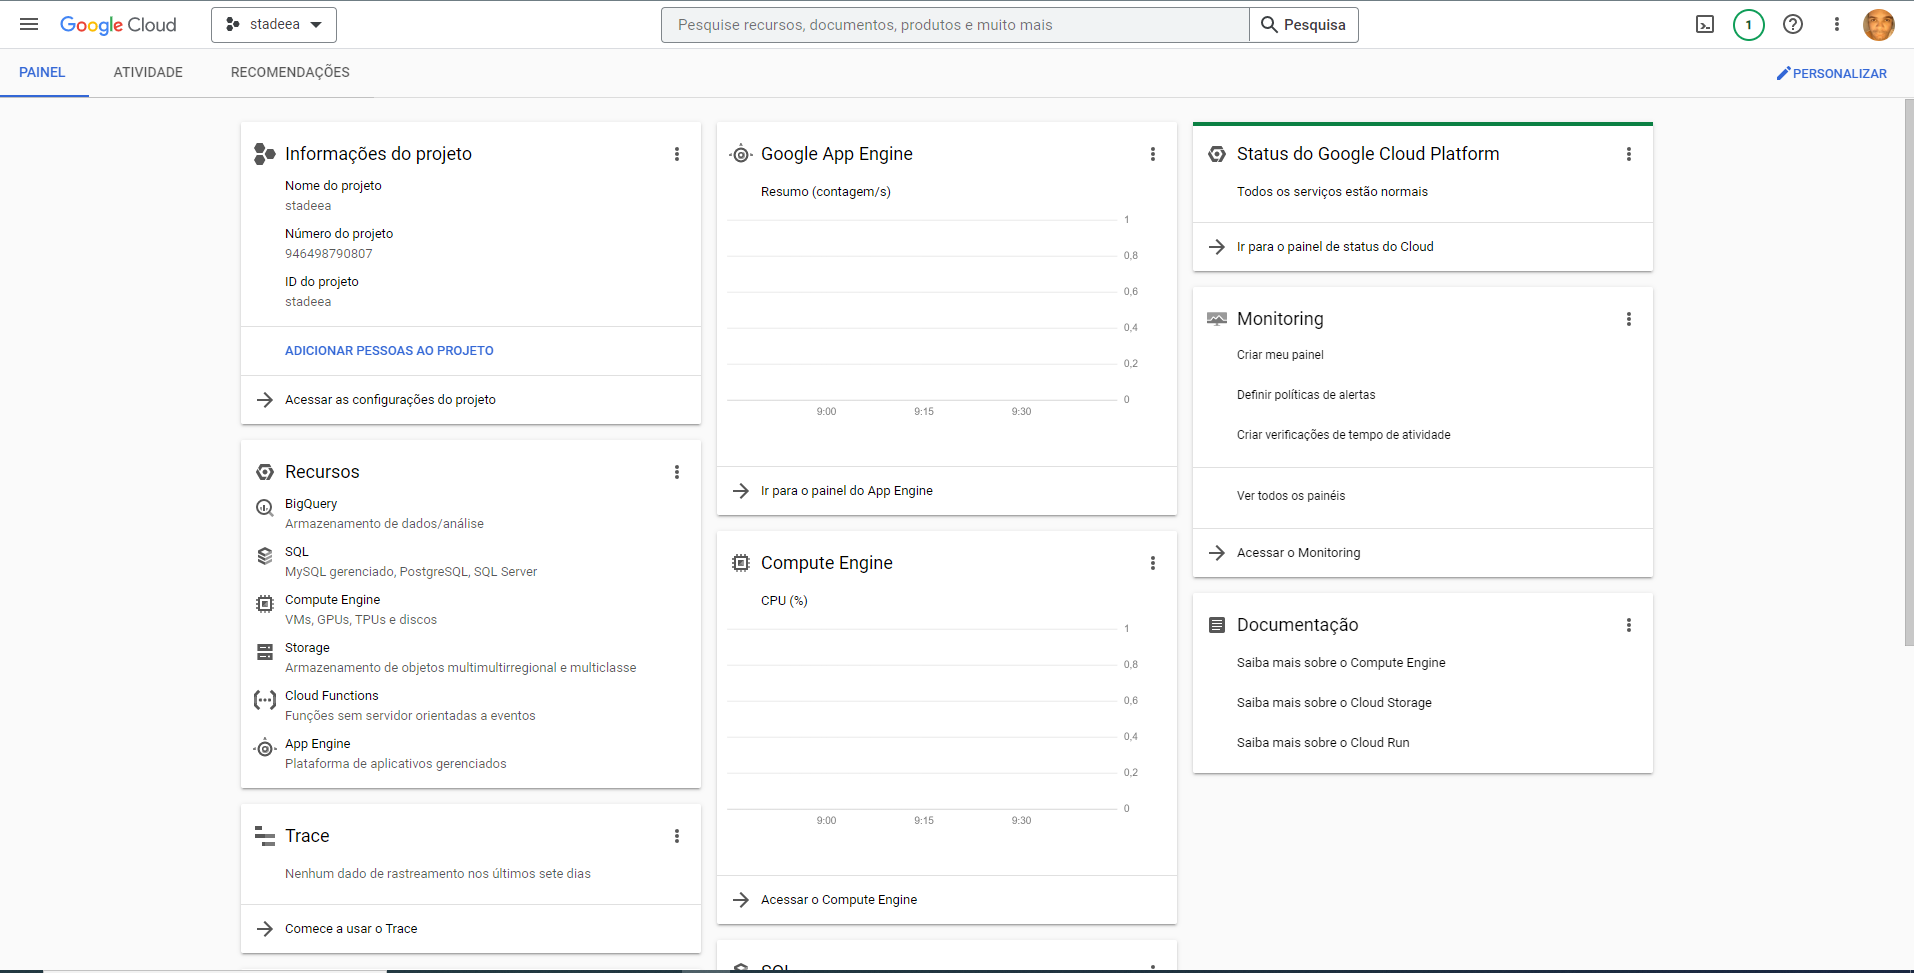 Google Cloud
stadeea
Pesquise recursos, documentos, produtos e muito mais
Pesquisa
1
PAINEL
ATIVIDADE
RECOMENDAÇÕES
PERSONALIZAR
Informações do projeto
Nome do projeto
stadeea
Número do projeto
946498790807
ID do projeto
stadeea
ADICIONAR PESSOAS AO PROJETO
Acessar as configurações do projeto
Recursos
BigQuery
Armazenamento de dados/análise
SQL
MySQL gerenciado, PostgreSQL, SQL Server
Compute Engine
VMs, GPUs, TPUs e discos
Storage
Armazenamento de objetos multimultirregional e multiclasse
Cloud Functions
Funções sem servidor orientadas a eventos
App Engine
Plataforma de aplicativos gerenciados
Trace
Nenhum dado de rastreamento nos últimos sete dias
Comece a usar o Trace
Google App Engine
Resumo (contagem/s)
1
0,8
0,6
0,4
0,2
0
9:00 9:15 9:30
Ir para o painel do App Engine
Compute Engine
CPU (%)
1
0,8
0,6
0,4
0,2
0
9:00 9:15 9:30
Acessar o Compute Engine
SQL
Status do Google Cloud Platform
Todos os serviços estão normais
Ir para o painel de status do Cloud
Monitoring
Criar meu painel
Definir políticas de alertas
Criar verificações de tempo de atividade
Ver todos os painéis
Acessar o Monitoring
Documentação
Saiba mais sobre o Compute Engine
Saiba mais sobre o Cloud Storage
Saiba mais sobre o Cloud Run